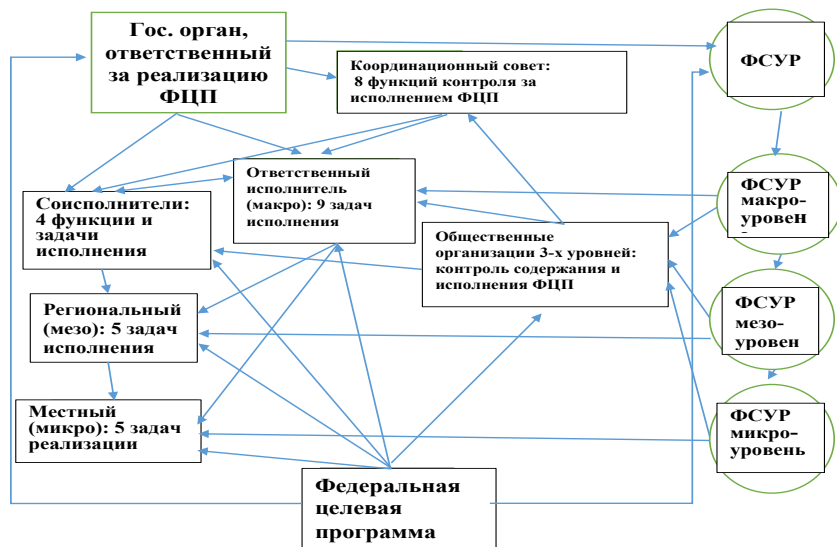 Гос. орган,
ответственный
за реализацию
ФЦП
Координационный совет:
8 функций контроля за
исполнением ФЦП
ФСУР
Ответственный
исполнитель
(макро): 9 задач
исполнения
Соисполнители:
4 функции и
задачи
исполнения
ФСУР
макро-
уровен
Общественные
организации 3-х уровней:
контроль содержания и
исполнения ФЦП
Региональный
(мезо): 5 задач
исполнения
ФСУР
мезо-
уровен
Местный
(микро): 5 задач
реализации
ФСУР
микро-
уровень
Федеральная
целевая
программа